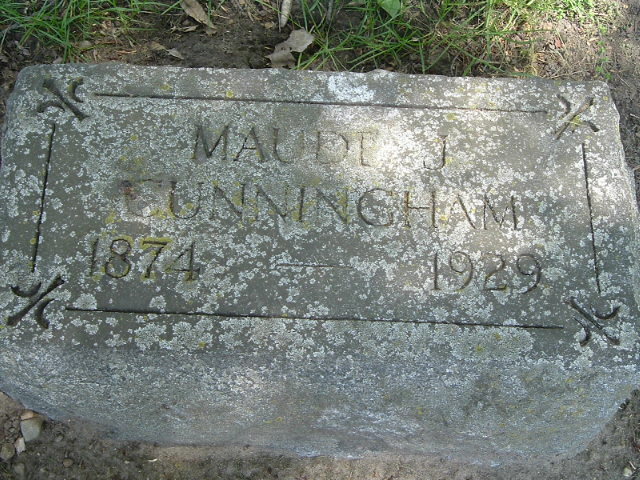 MAUDE J
CUNNINGHAM
1874 — 1929